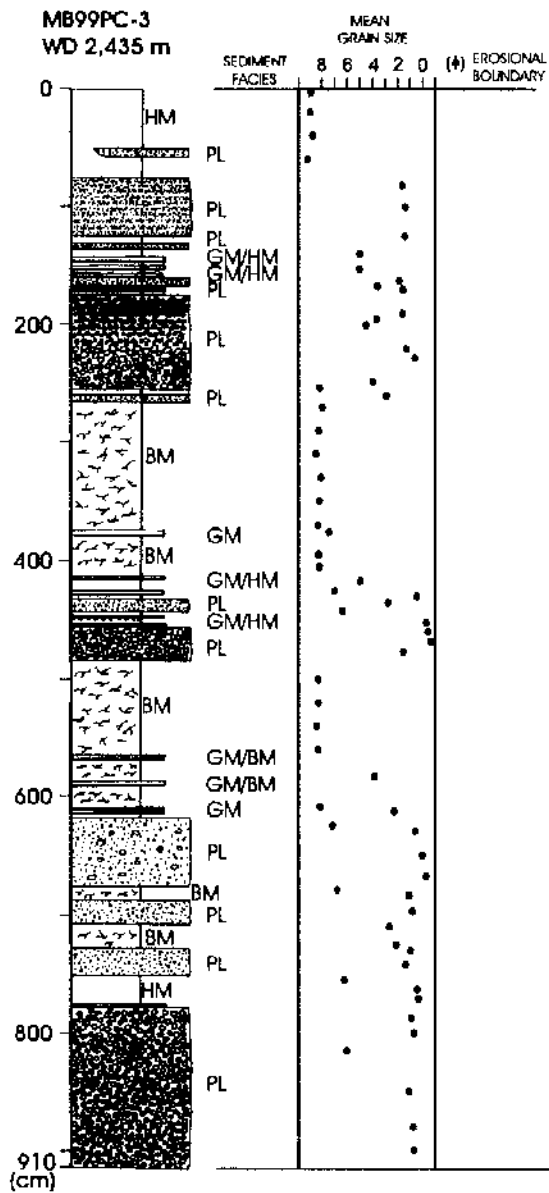 MB99PC-3
WD 2,435 m
SEDIMENT FACIES
MEAN GRAIN SIZE
8 6 4 2 0 (ϕ)
EROSIONAL BOUNDARY
0
HM
PL
PL
PL
GM/HM
GM/HM
PL
200
PL
PL
BM
GM
400
BM
GM/HM
PL
GM/HM
PL
BM
GM/BM
GM/BM
600
GM
PL
BM
PL
BM
PL
HM
800
PL
910
(cm)